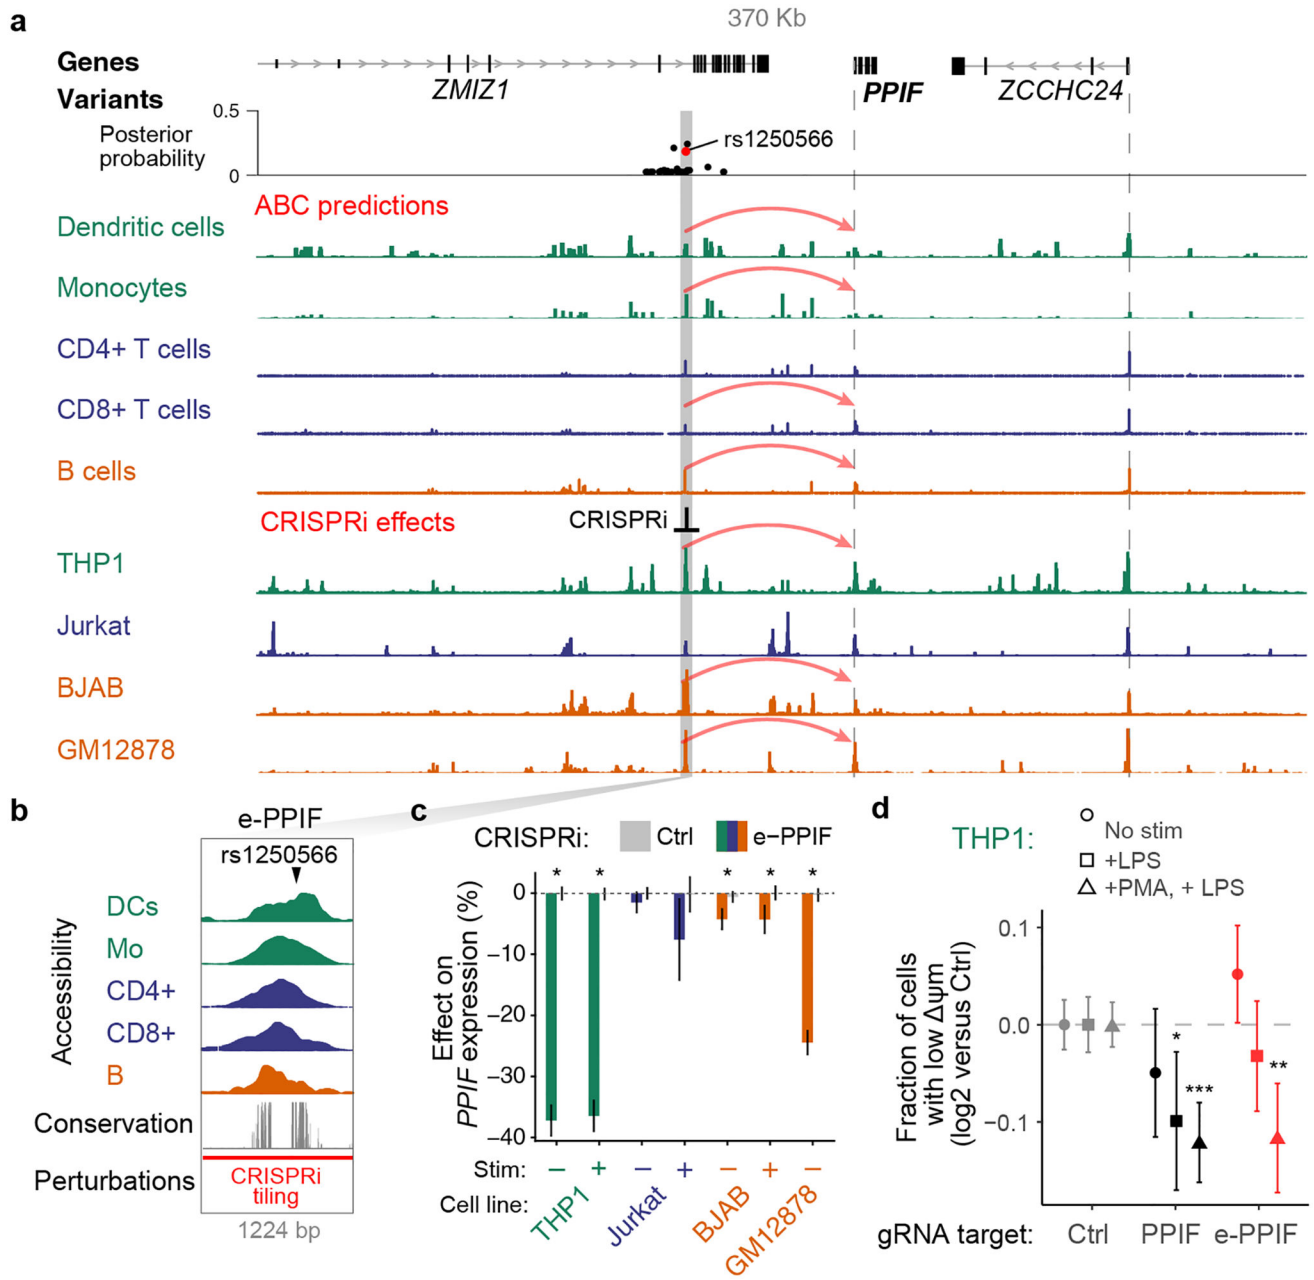 a
370 Kb
Genes
ZMIZ1
PPIF
ZCCHC24
Variants
0.5
Posterior
probability
rs1250566
0
ABC predictions
Dendritic cells
Monocytes
CD4+ T cells
CD8+ T cells
B cells
CRISPRi effects
CRISPRi
THP1
Jurkat
BJAB
GM12878
b
e-PPIF
rs1250566
Accessibility
DCs
Mo
CD4+
CD8+
B
Conservation
Perturbations
CRISPRi
tiling
1224 bp
c
CRISPRi:
Ctrl
e−PPIF
Effect on
PPIF expression (%)
0
−10
−20
−30
−40
* * * * *
Stim: − + − + − + −
Cell line:
THP1
Jurkat
BJAB
GM12878
d
THP1:
No stim
+LPS
+PMA, + LPS
Fraction of cells
with low Δψm
(log2 versus Ctrl)
0.1
0.0
−0.1
*
***
**
gRNA target:
Ctrl
PPIF
e-PPIF